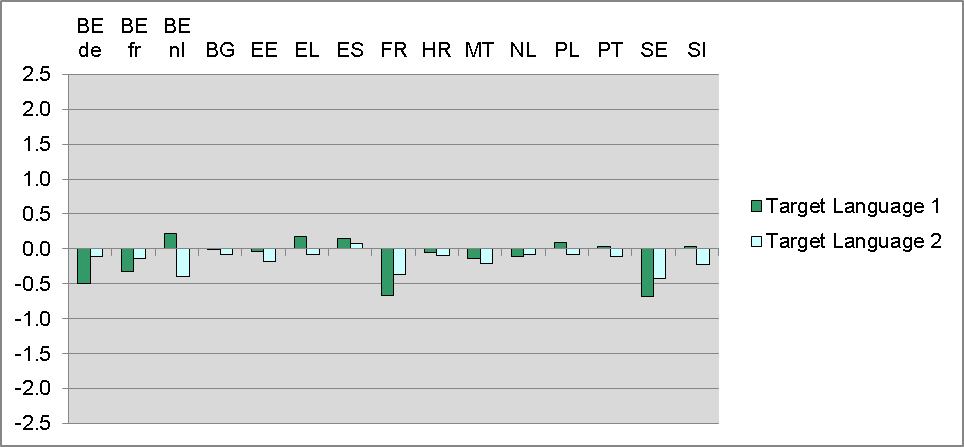 BE de
BE fr
BE nl
BG
EE
EL
ES
FR
HR
MT
NL
PL
PT
SE
SI
2.5
2.0
1.5
1.0
0.5
0.0
-0.5
-1.0
-1.5
-2.0
-2.5
Target Language 1
Target Language 2